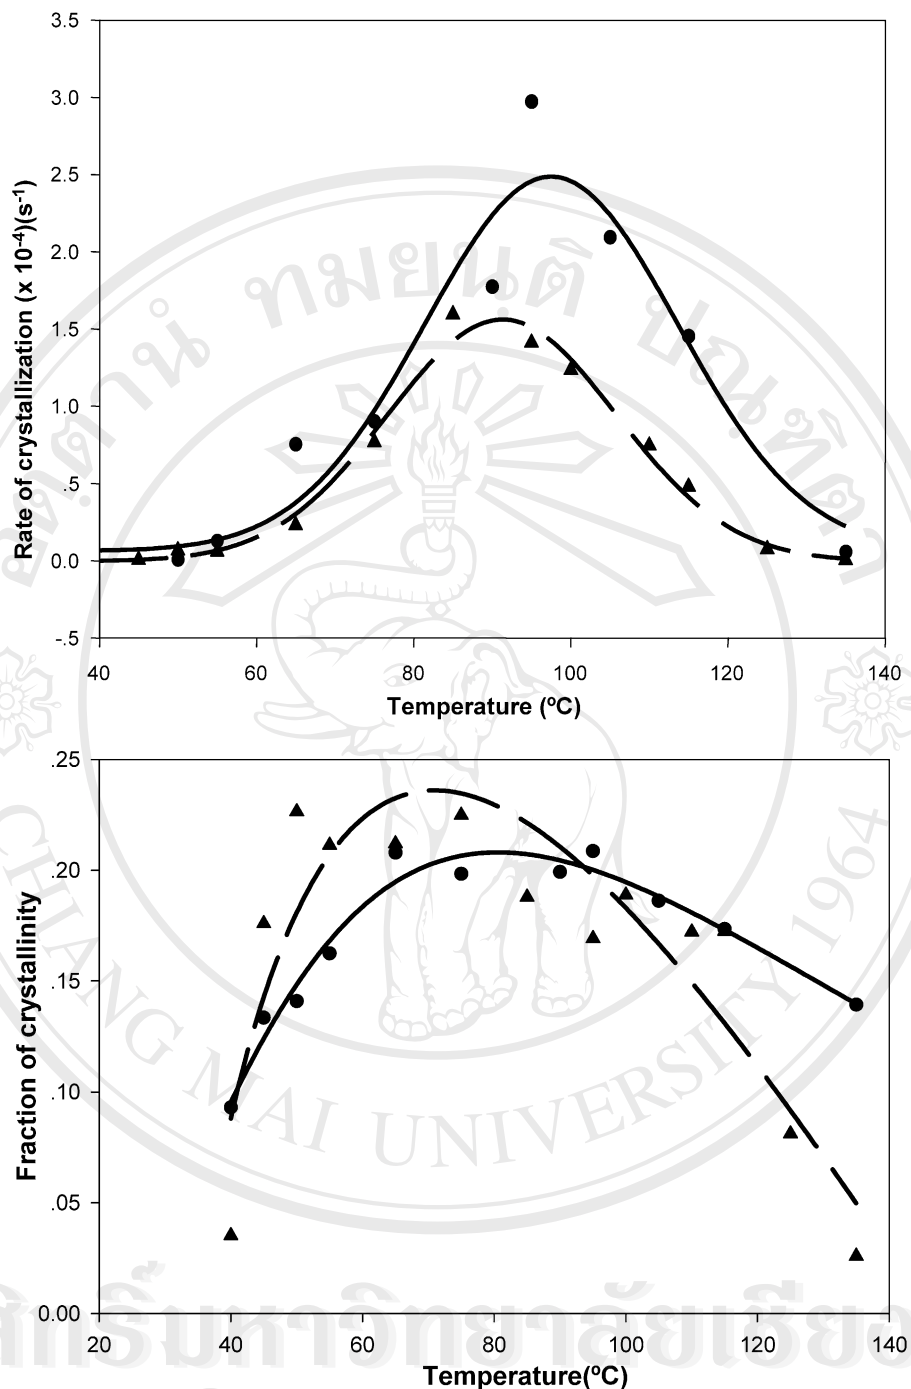 3.5
3.0
2.5
2.0
1.5
1.0
.5
0.0
-.5
Rate of crystallization (x 10⁻⁴)(s⁻¹)
40 60 80 100 120 140
Temperature (ºC)
.25
.20
.15
.10
.05
0.00
Fraction of crystallinity
20 40 60 80 100 120 140
Temperature(ºC)
CHIANG MAI UNIVERSITY 1964